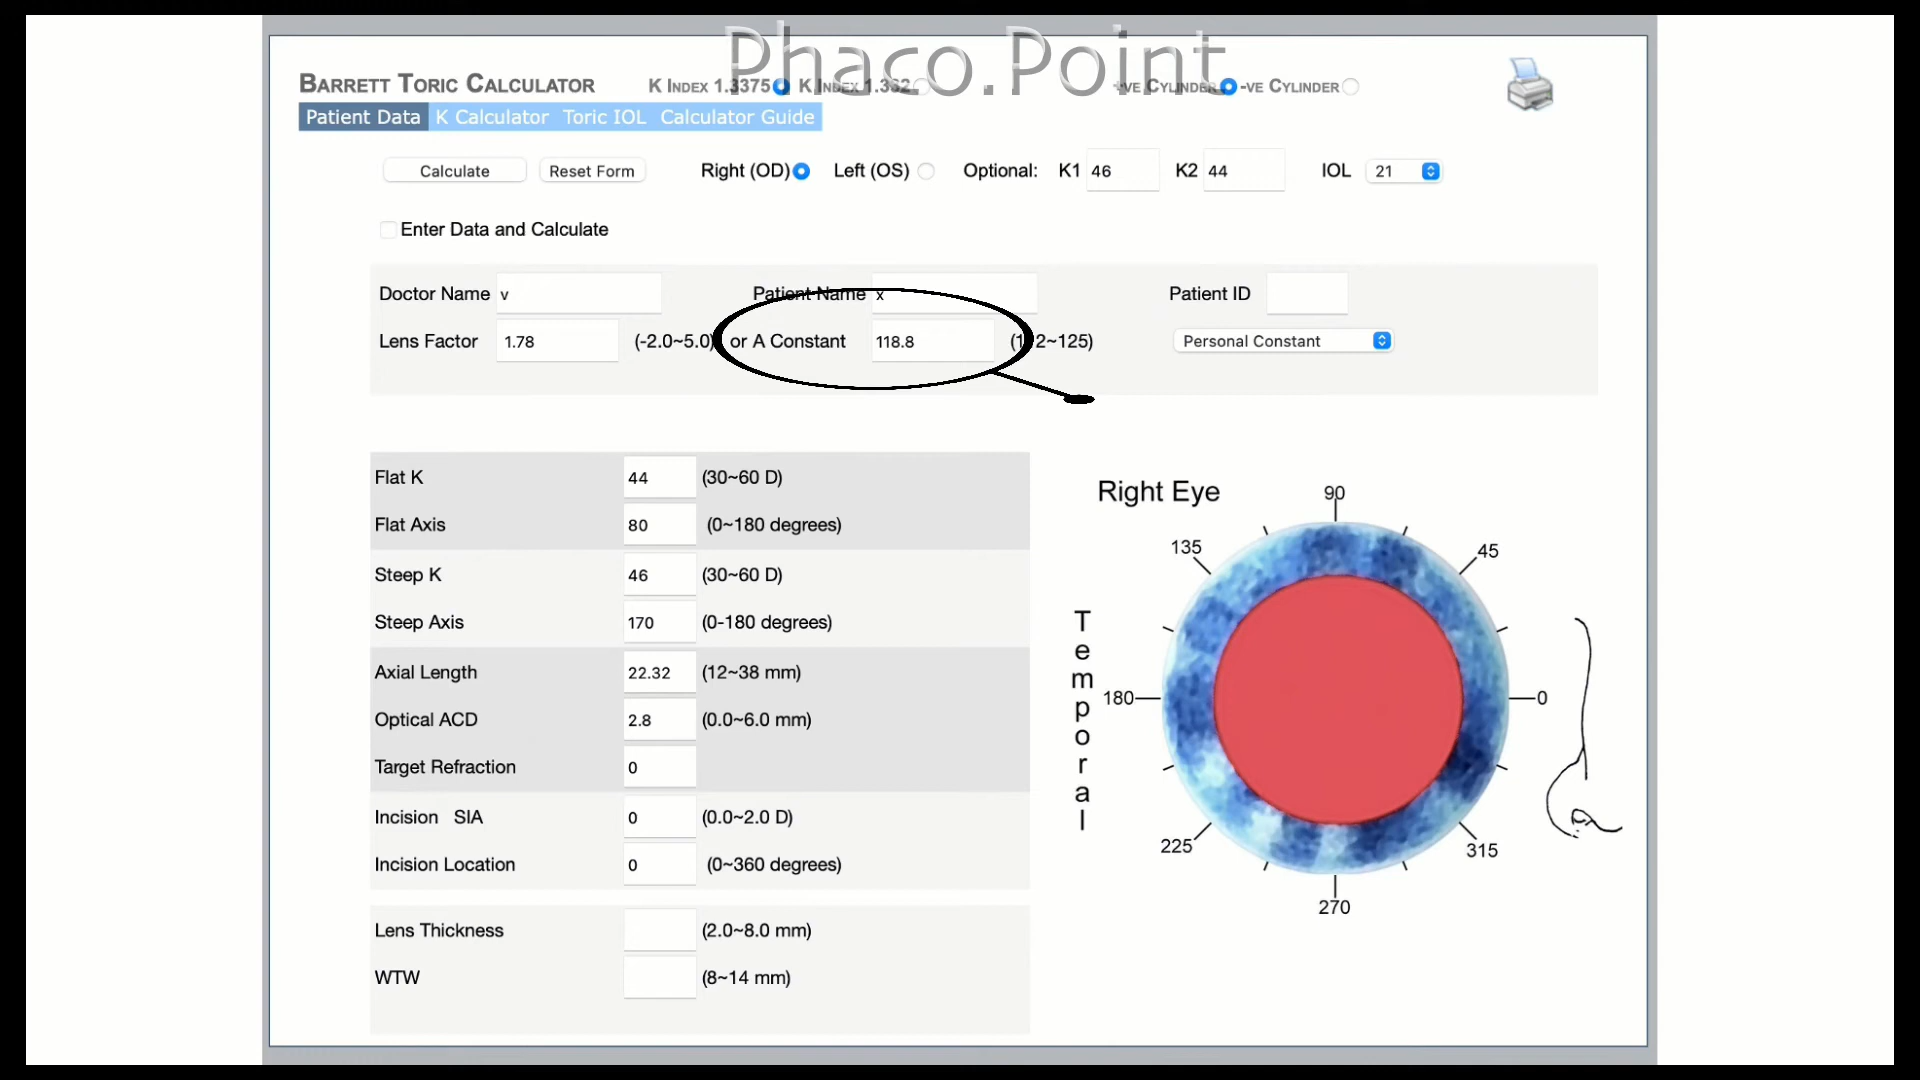 Phaco.Point
BARRETT TORIC CALCULATOR K INDEX 1.3375 K INDEX 1.332 +VE CYLINDER -VE CYLINDER
Patient Data K Calculator Toric IOL Calculator Guide
Calculate Reset Form Right (OD) Left (OS) Optional: K1 46 K2 44 IOL 21
Enter Data and Calculate
Doctor Name v Patient Name x Patient ID
Lens Factor 1.78 (-2.0~5.0) or A Constant 118.8 (112~125) Personal Constant
Flat K 44 (30~60 D)
Flat Axis 80 (0~180 degrees)
Steep K 46 (30~60 D)
Steep Axis 170 (0-180 degrees)
Axial Length 22.32 (12~38 mm)
Optical ACD 2.8 (0.0~6.0 mm)
Target Refraction 0
Incision SIA 0 (0.0~2.0 D)
Incision Location 0 (0~360 degrees)
Lens Thickness (2.0~8.0 mm)
WTW (8~14 mm)
Right Eye
90
135 45
Temporal
180 0
225 315
270